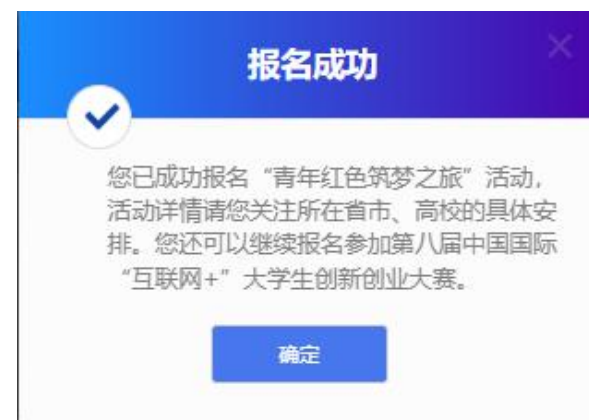 报名成功
您已成功报名“青年红色筑梦之旅”活动,
活动详情请您关注所在省市、高校的具体安
排。您还可以继续报名参加第八届中国国际
“互联网+”大学生创新创业大赛。
确定